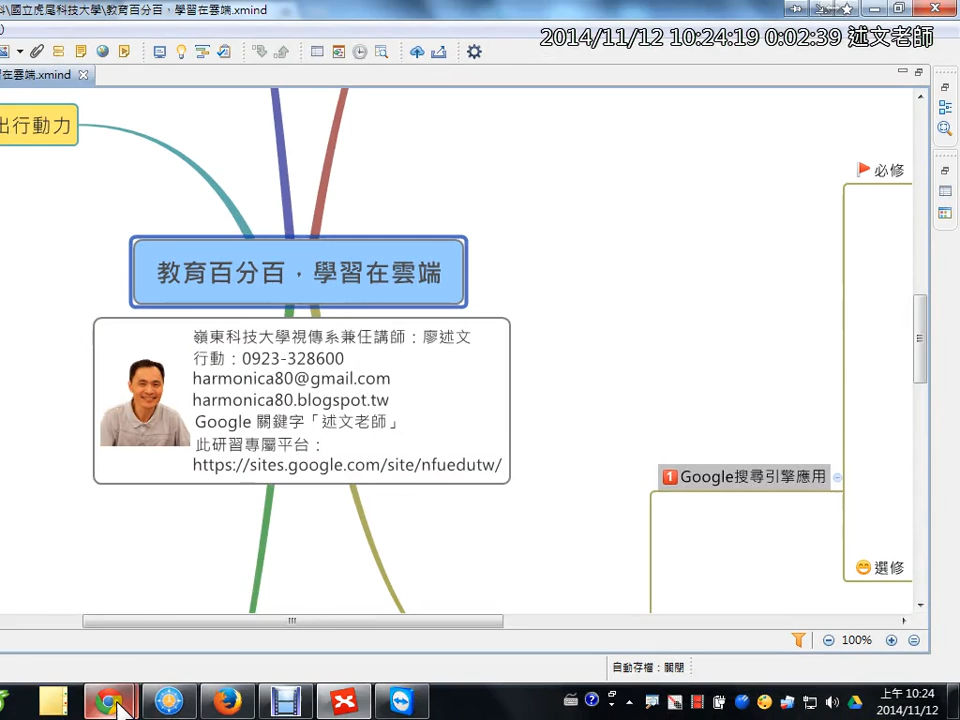 科\國立虎尾科技大學\教育百分百，學習在雲端.xmind
2014/11/12 10:24:19 0:02:39 述文老師
在雲端.xmind
出行動力
必修
教育百分百，學習在雲端
嶺東科技大學視傳系兼任講師：廖述文
行動：0923-328600
harmonica80@gmail.com
harmonica80.blogspot.tw
Google 關鍵字「述文老師」
此研習專屬平台：
https://sites.google.com/site/nfuedutw/
1 Google搜尋引擎應用
選修
100%
自動存檔：關閉
上午 10:24
2014/11/12